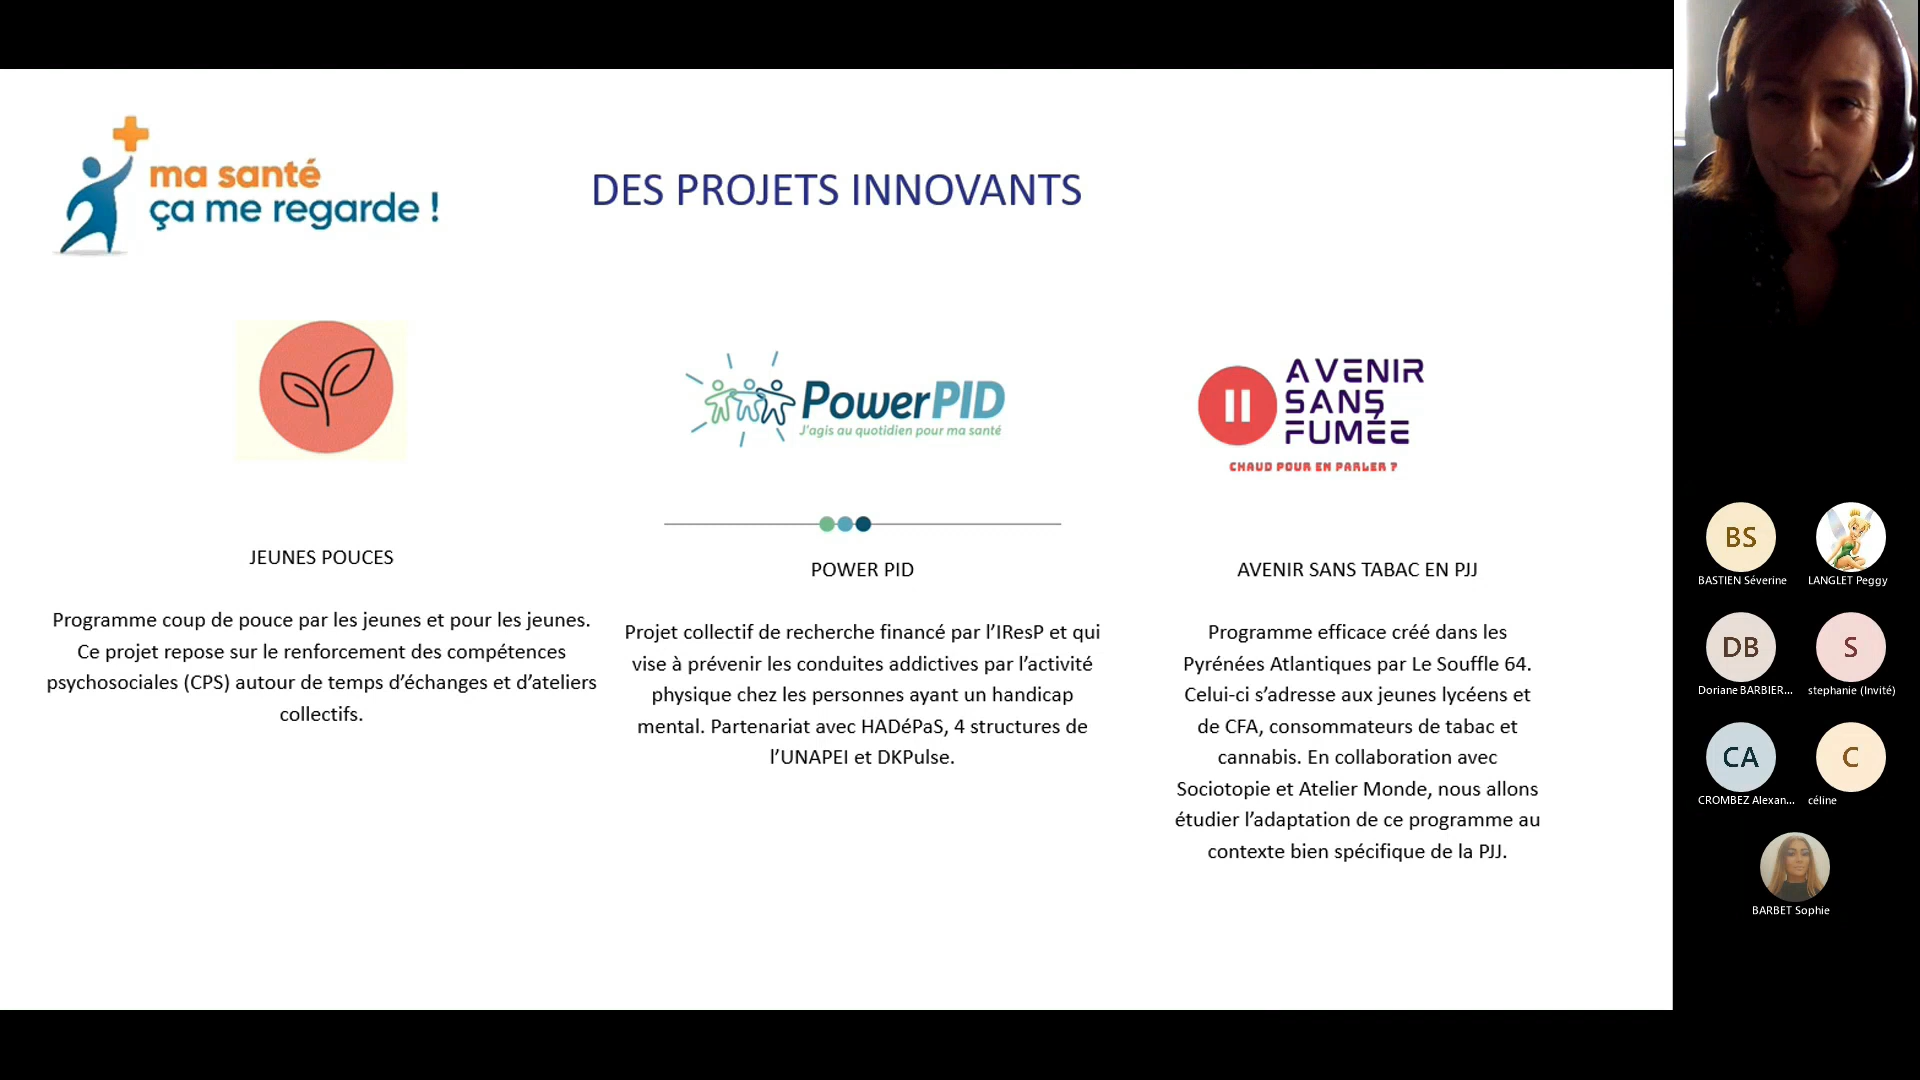 ma santé
ça me regarde !
DES PROJETS INNOVANTS
PowerPID
J'agis au quotidien pour ma santé
AVENIR
SANS
FUMÉE
CHAUD POUR EN PARLER ?
JEUNES POUCES
Programme coup de pouce par les jeunes et pour les jeunes.
Ce projet repose sur le renforcement des compétences
psychosociales (CPS) autour de temps d’échanges et d’ateliers
collectifs.
POWER PID
Projet collectif de recherche financé par l’IResP et qui
vise à prévenir les conduites addictives par l’activité
physique chez les personnes ayant un handicap
mental. Partenariat avec HADéPaS, 4 structures de
l’UNAPEI et DKPulse.
AVENIR SANS TABAC EN PJJ
Programme efficace créé dans les
Pyrénées Atlantiques par Le Souffle 64.
Celui-ci s’adresse aux jeunes lycéens et
de CFA, consommateurs de tabac et
cannabis. En collaboration avec
Sociotopie et Atelier Monde, nous allons
étudier l’adaptation de ce programme au
contexte bien spécifique de la PJJ.
BS
BASTIEN Séverine
LANGLET Peggy
DB
Doriane BARBIER...
S
stephanie (Invité)
CA
CROMBEZ Alexan...
C
céline
BARBET Sophie